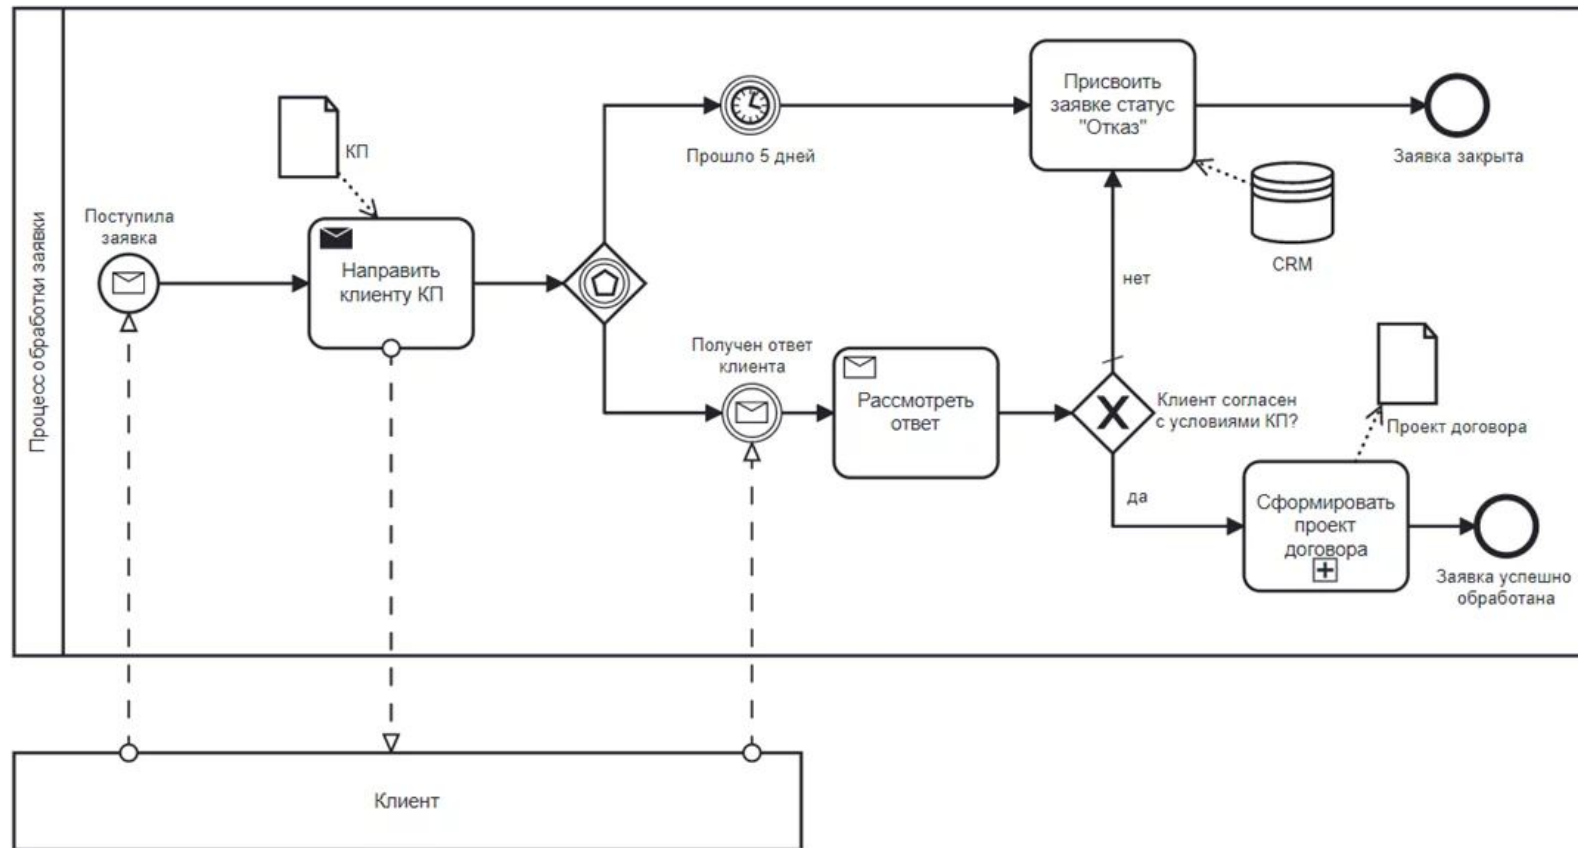 Процесс обработки заявки
Поступила
заявка
КП
Направить
клиенту КП
Прошло 5 дней
Получен ответ
клиента
Рассмотреть
ответ
Присвоить
заявке статус
"Отказ"
Заявка закрыта
CRM
нет
Клиент согласен
с условиями КП?
да
Проект договора
Сформировать
проект
договора
Заявка успешно
обработана
Клиент